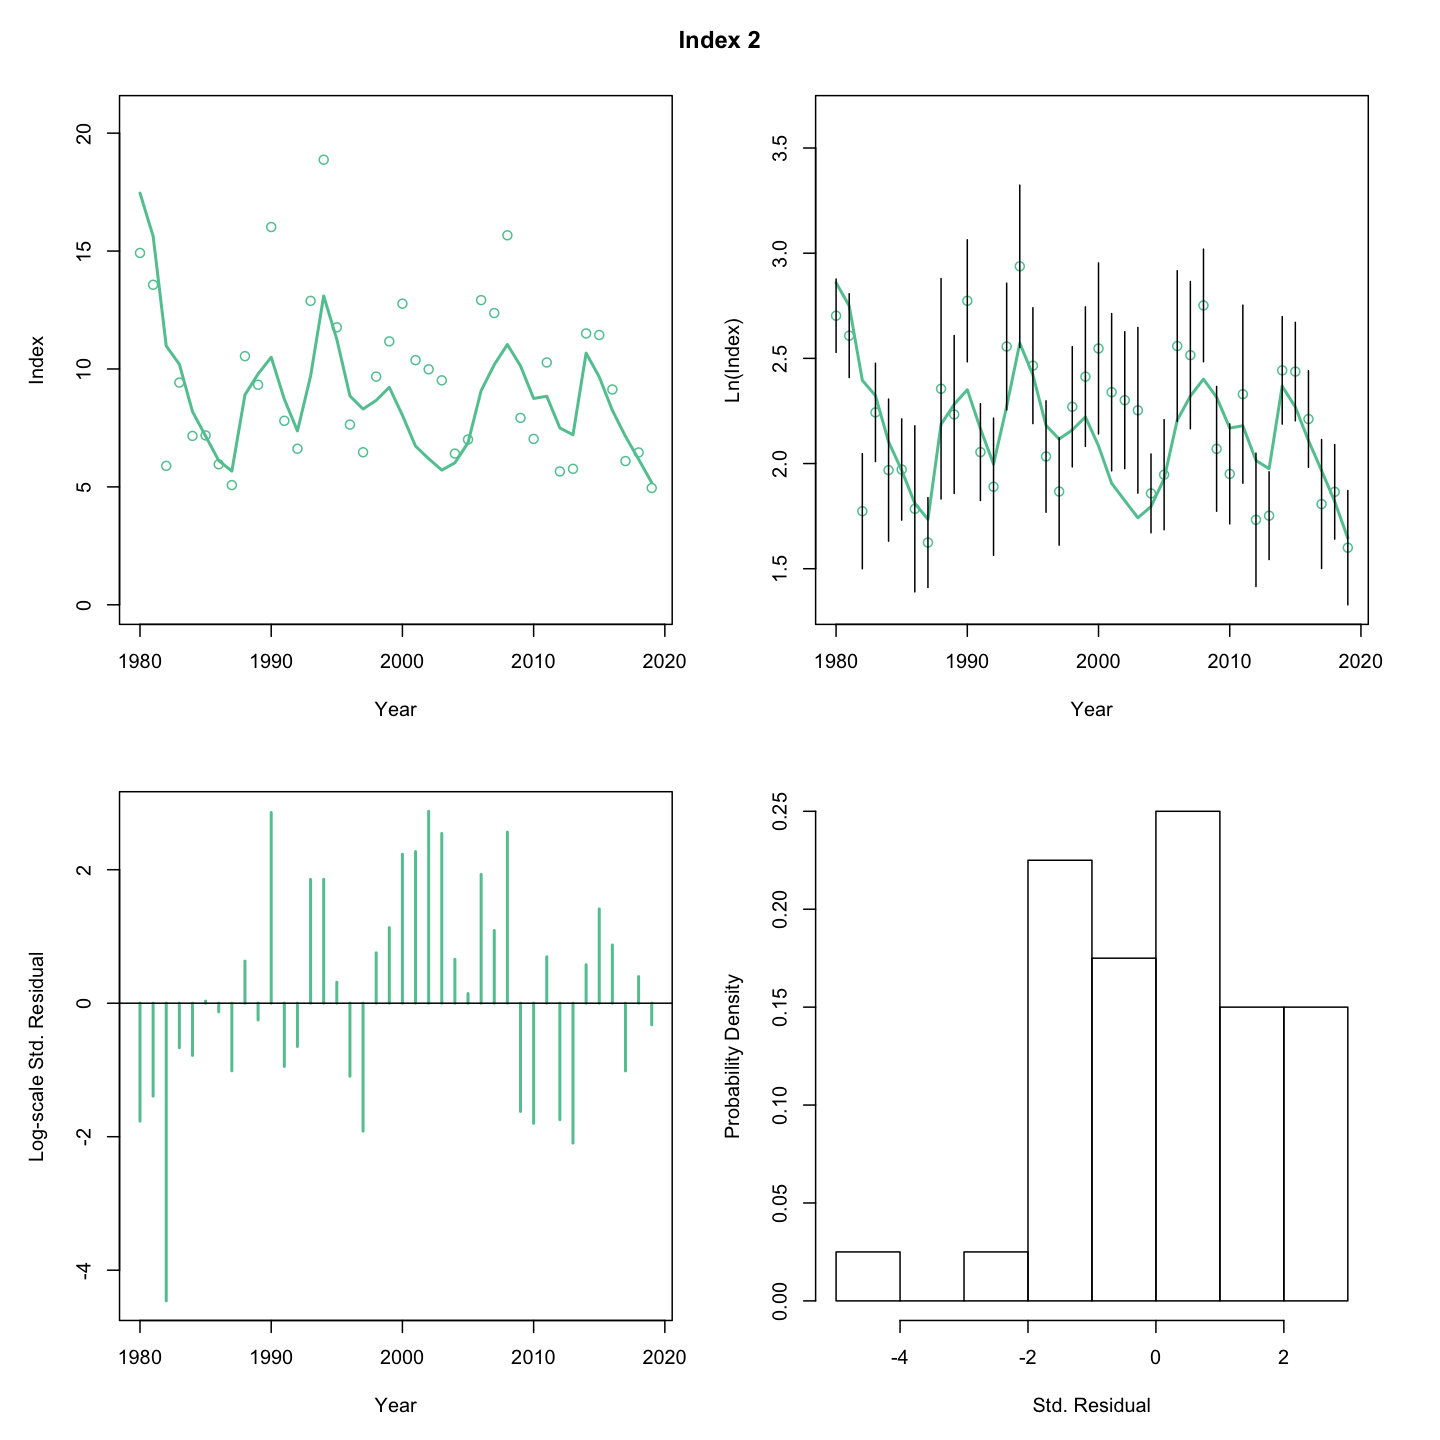 Index 2
Index
20
15
10
5
0
1980 1990 2000 2010 2020
Year
Ln(Index)
3.5
3.0
2.5
2.0
1.5
1980 1990 2000 2010 2020
Year
Log-scale Std. Residual
2
0
-2
-4
1980 1990 2000 2010 2020
Year
Probability Density
0.25
0.20
0.15
0.10
0.05
0.00
-4 -2 0 2
Std. Residual